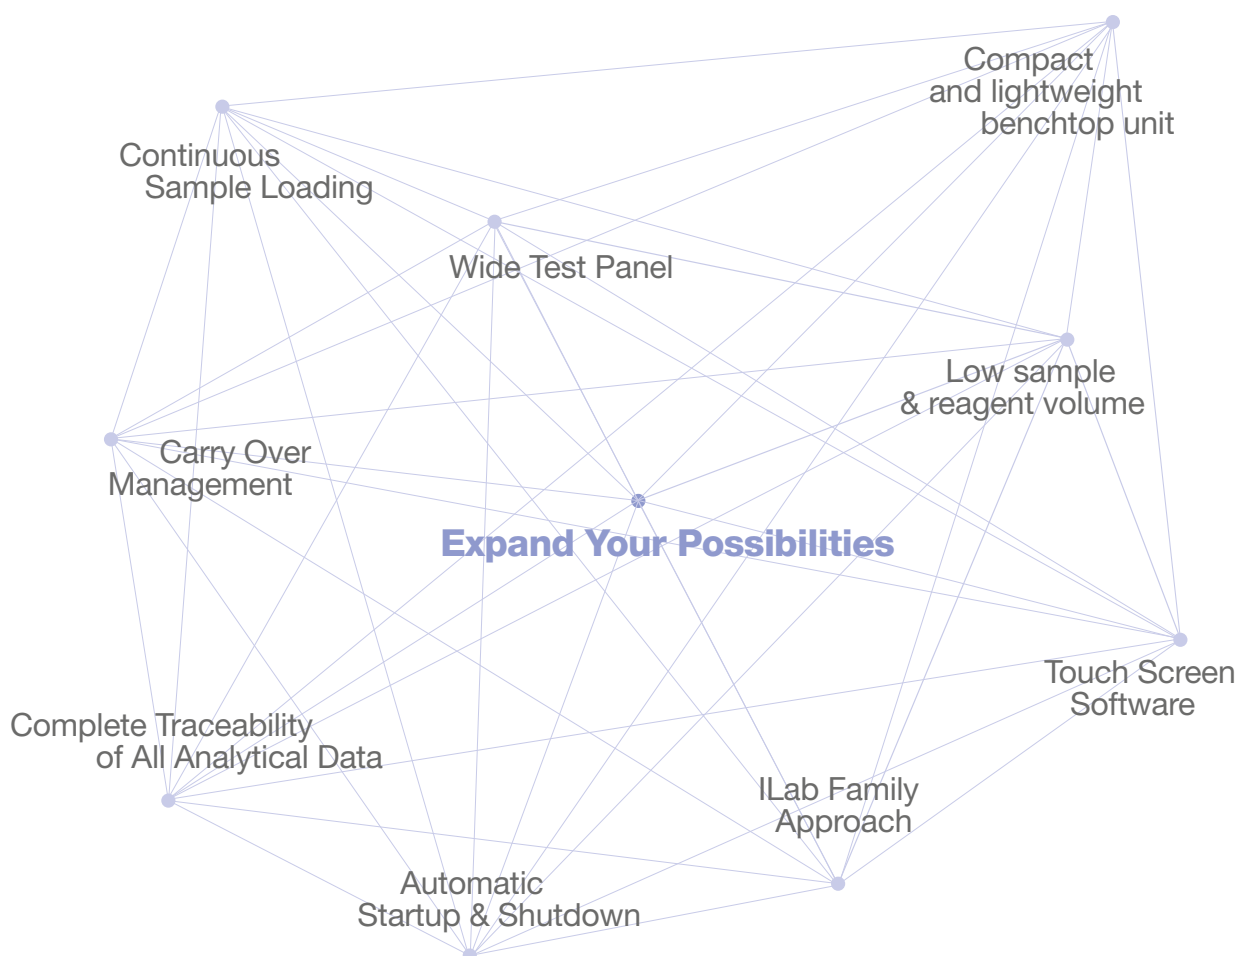 Compact
and lightweight
benchtop unit
Continuous
Sample Loading
Wide Test Panel
Low sample
& reagent volume
Carry Over
Management
Expand Your Possibilities
Touch Screen
Software
Complete Traceability
of All Analytical Data
ILab Family
Approach
Automatic
Startup & Shutdown